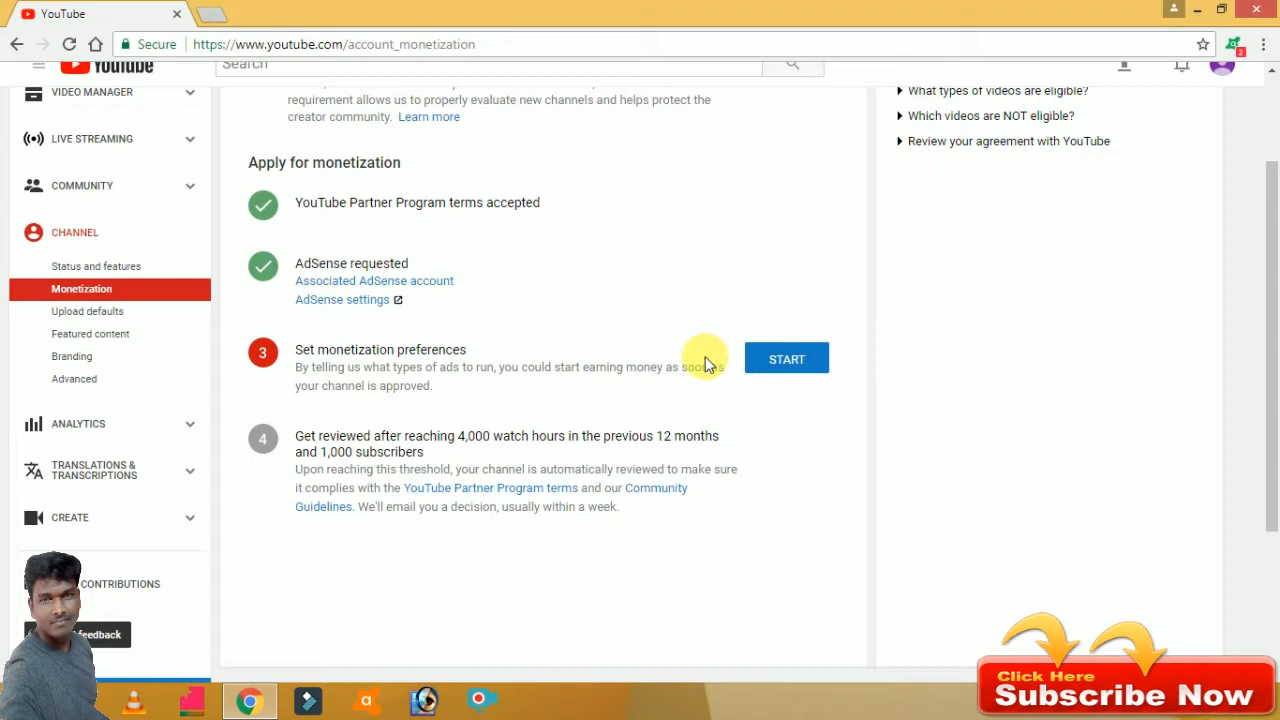 YouTube
Secure
https://www.youtube.com/account_monetization
2
YouTube
Search
VIDEO MANAGER
LIVE STREAMING
COMMUNITY
CHANNEL
Status and features
Monetization
Upload defaults
Featured content
Branding
Advanced
ANALYTICS
TRANSLATIONS &
TRANSCRIPTIONS
CREATE
CONTRIBUTIONS
feedback
requirement allows us to properly evaluate new channels and helps protect the
creator community. Learn more
Apply for monetization
YouTube Partner Program terms accepted
AdSense requested
Associated AdSense account
AdSense settings
3
Set monetization preferences
By telling us what types of ads to run, you could start earning money as soon as
your channel is approved.
START
4
Get reviewed after reaching 4,000 watch hours in the previous 12 months
and 1,000 subscribers
Upon reaching this threshold, your channel is automatically reviewed to make sure
it complies with the YouTube Partner Program terms and our Community
Guidelines. We'll email you a decision, usually within a week.
What types of videos are eligible?
Which videos are NOT eligible?
Review your agreement with YouTube
Click Here
Subscribe Now